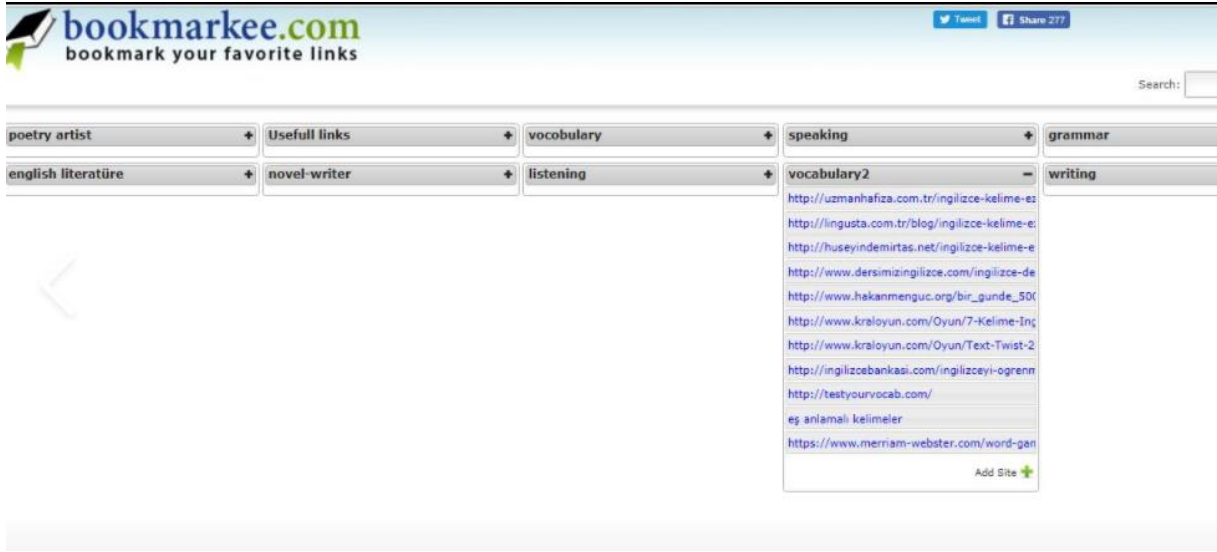 bookmarkee.com
bookmark your favorite links
Tweet
Share 277
Search:
poetry artist
Usefull links
vocobulary
speaking
grammar
english literatüre
novel-writer
listening
vocabulary2
writing
http://uzmanhafiza.com.tr/ingilizce-kelime-ez
http://lingusta.com.tr/blog/ingilizce-kelime-e
http://huseyindemirtas.net/ingilizce-kelime-e
http://www.dersimizingilizce.com/ingilizce-de
http://www.hakanmenguc.org/bir_gunde_500
http://www.kraloyun.com/Oyun/7-Kelime-Ing
http://www.kraloyun.com/Oyun/Text-Twist-2
http://ingilizcebankasi.com/ingilizceyi-ogrenm
http://testyourvocab.com/
eş anlamalı kelimeler
https://www.merriam-webster.com/word-gam
Add Site